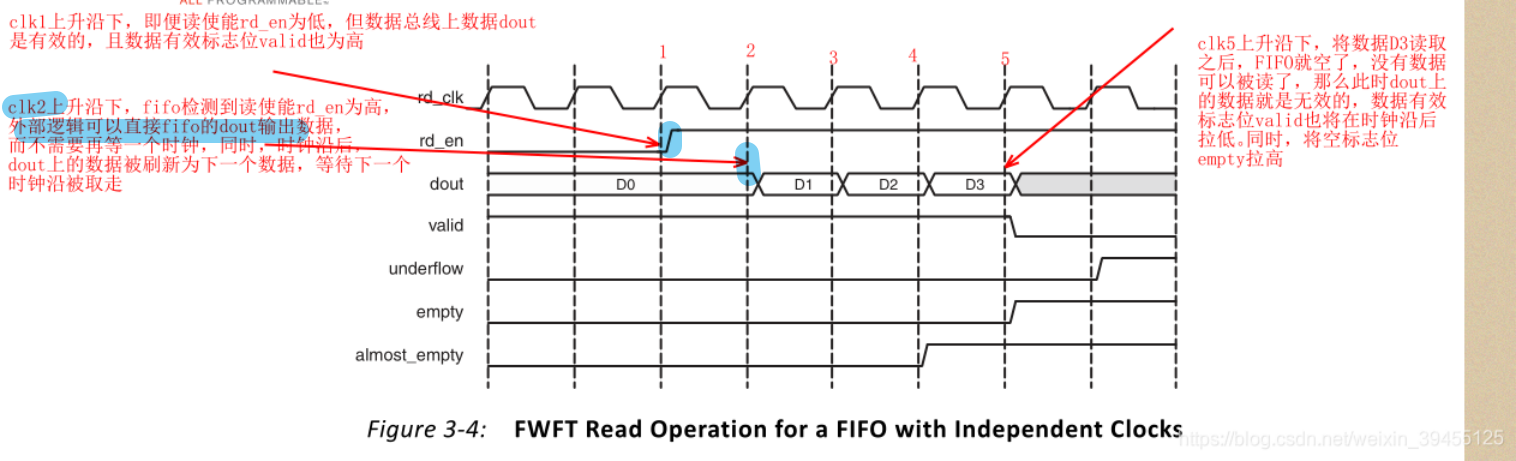 ALL PROGRAMMABLE™
clk1上升沿下，即便读使能rd_en为低，但数据总线上数据dout
是有效的，且数据有效标志位valid也为高
clk2上升沿下，fifo检测到读使能rd_en为高，
外部逻辑可以直接fifo的dout输出数据，
而不需要再等一个时钟，同时，时钟沿后，
dout上的数据被刷新为下一个数据，等待下一个
时钟沿被取走
1 2 3 4 5
clk5上升沿下，将数据D3读取
之后，FIFO就空了，没有数据
可以被读了，那么此时dout上
的数据就是无效的，数据有效
标志位valid也将在时钟沿后
拉低。同时，将空标志位
empty拉高
rd_clk
rd_en
dout D0 D1 D2 D3
valid
underflow
empty
almost_empty
Figure 3-4: FWFT Read Operation for a FIFO with Independent Clocks
https://blog.csdn.net/weixin_39455125